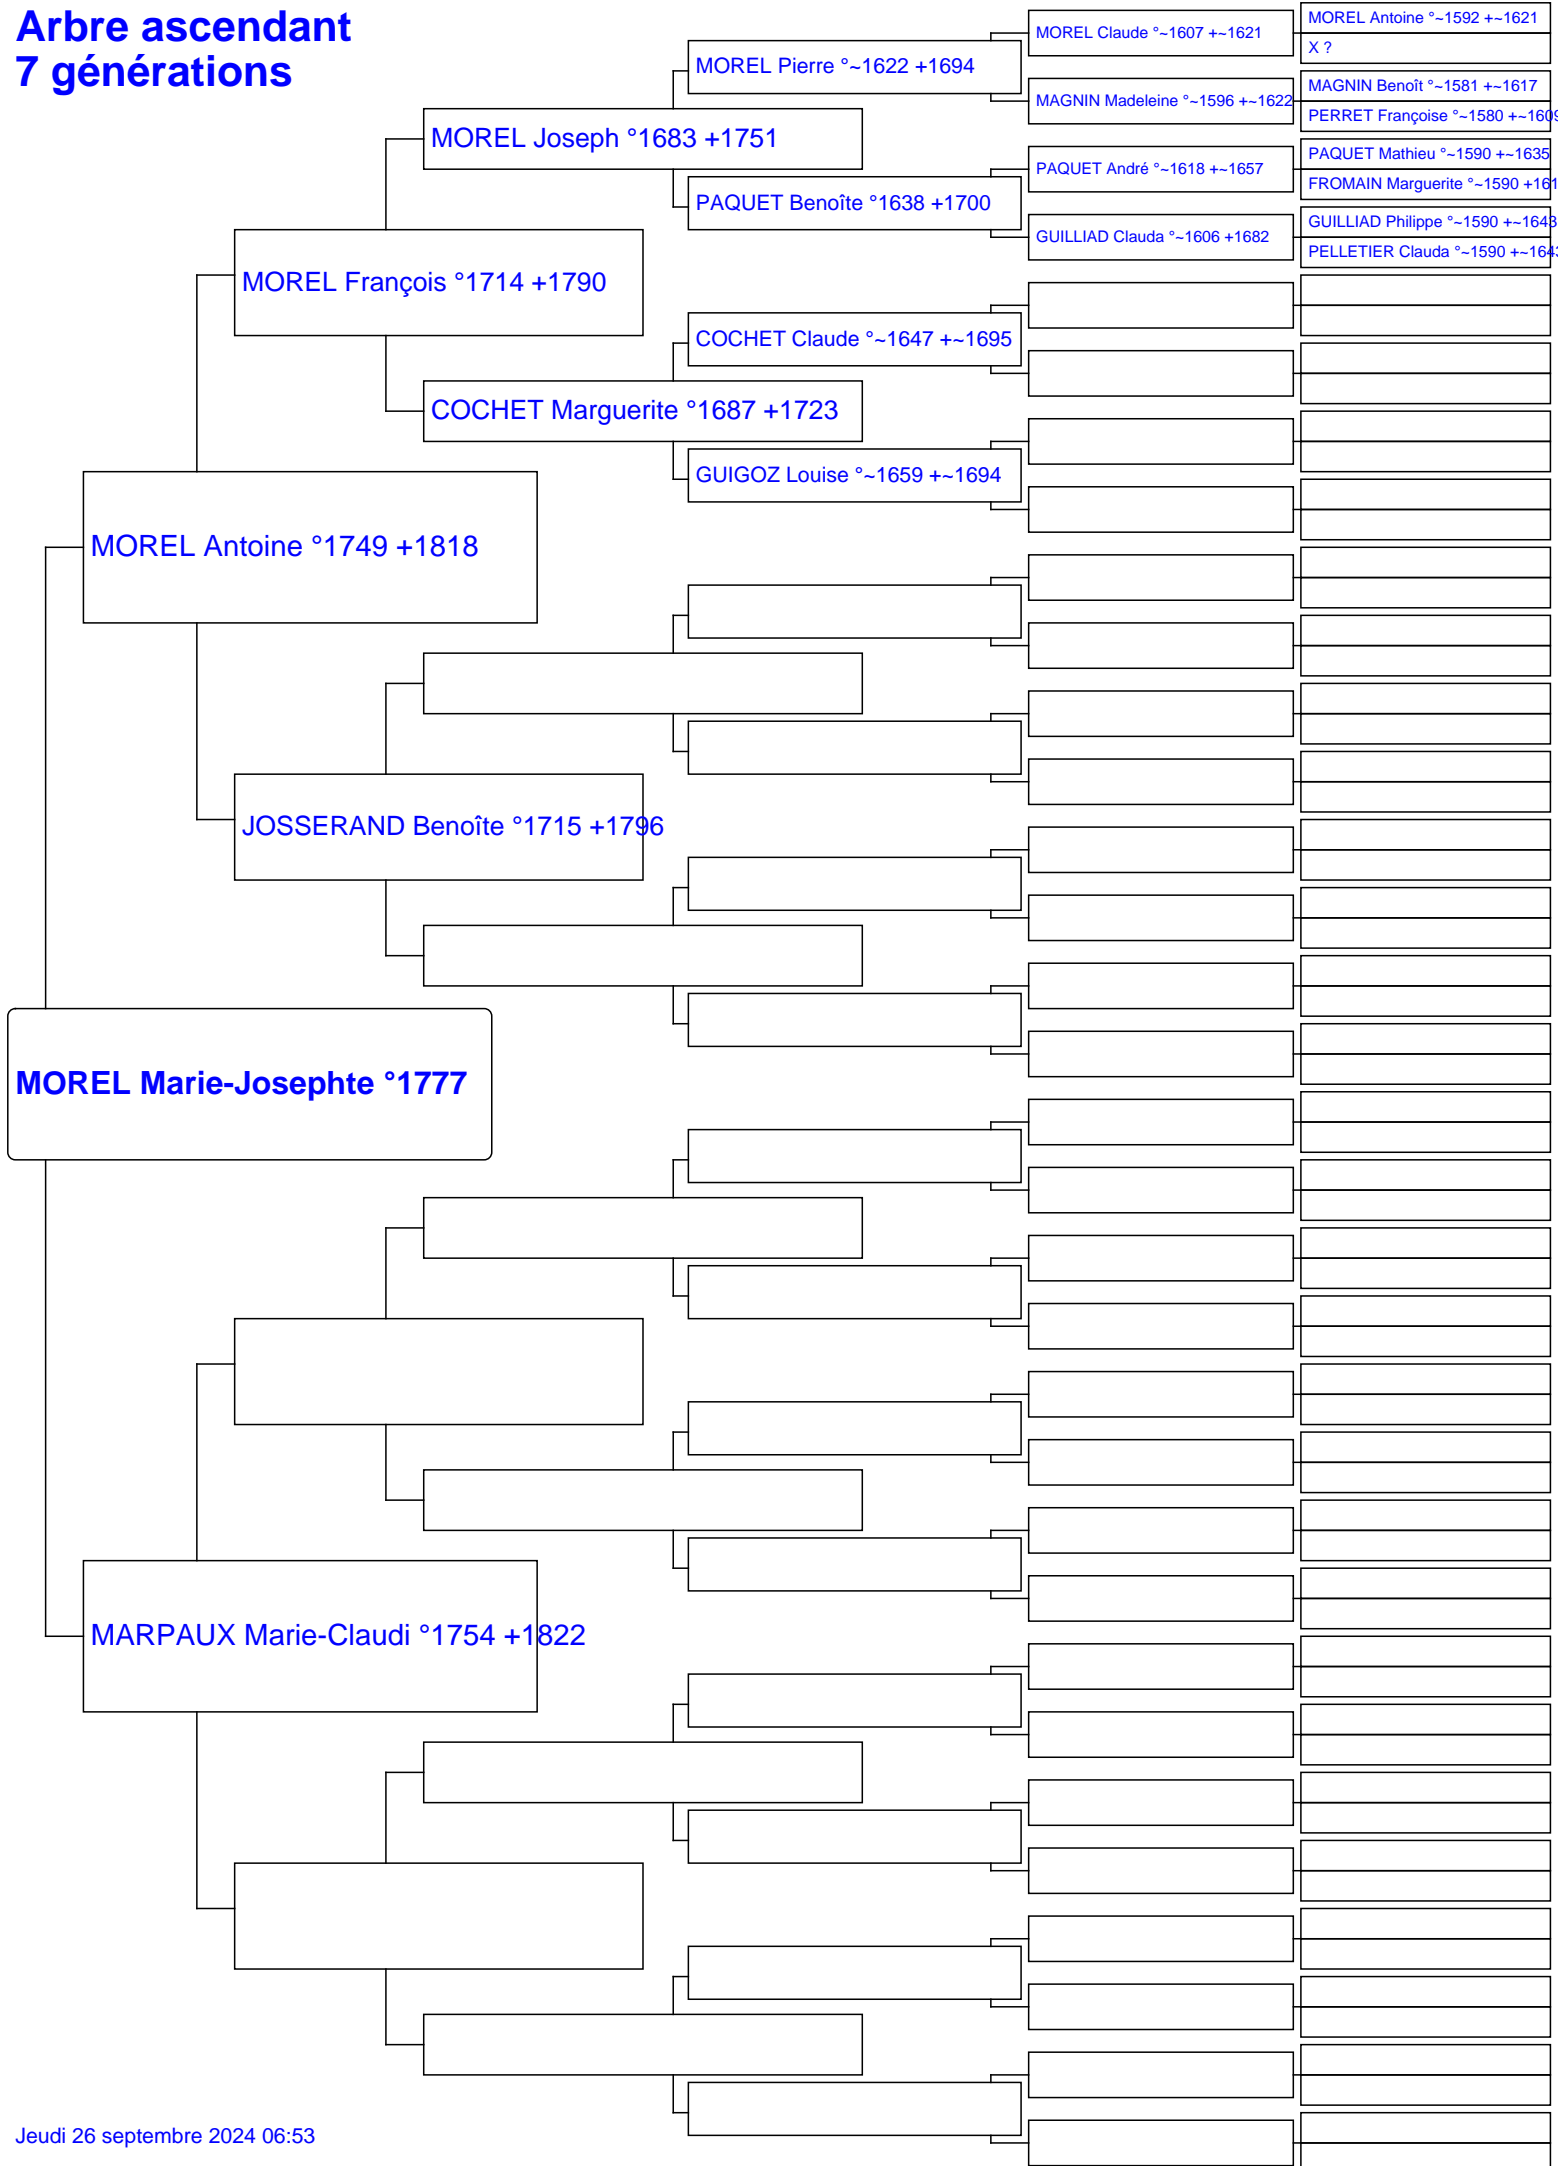 Arbre ascendant
7 générations
MOREL Marie-Josephte °1777
MOREL Antoine °1749 +1818
MARPAUX Marie-Claudi °1754 +1822
MOREL François °1714 +1790
JOSSERAND Benoîte °1715 +1796
MOREL Joseph °1683 +1751
COCHET Marguerite °1687 +1723
MOREL Pierre °~1622 +1694
PAQUET Benoîte °1638 +1700
COCHET Claude °~1647 +~1695
GUIGOZ Louise °~1659 +~1694
MOREL Claude °~1607 +~1621
MAGNIN Madeleine °~1596 +~1622
PAQUET André °~1618 +~1657
GUILLIAD Clauda °~1606 +1682
MOREL Antoine °~1592 +~1621
X ?
MAGNIN Benoît °~1581 +~1617
PERRET Françoise °~1580 +~1609
PAQUET Mathieu °~1590 +~1635
FROMAIN Marguerite °~1590 +161
GUILLIAD Philippe °~1590 +~1643
PELLETIER Clauda °~1590 +~1643
Jeudi 26 septembre 2024 06:53